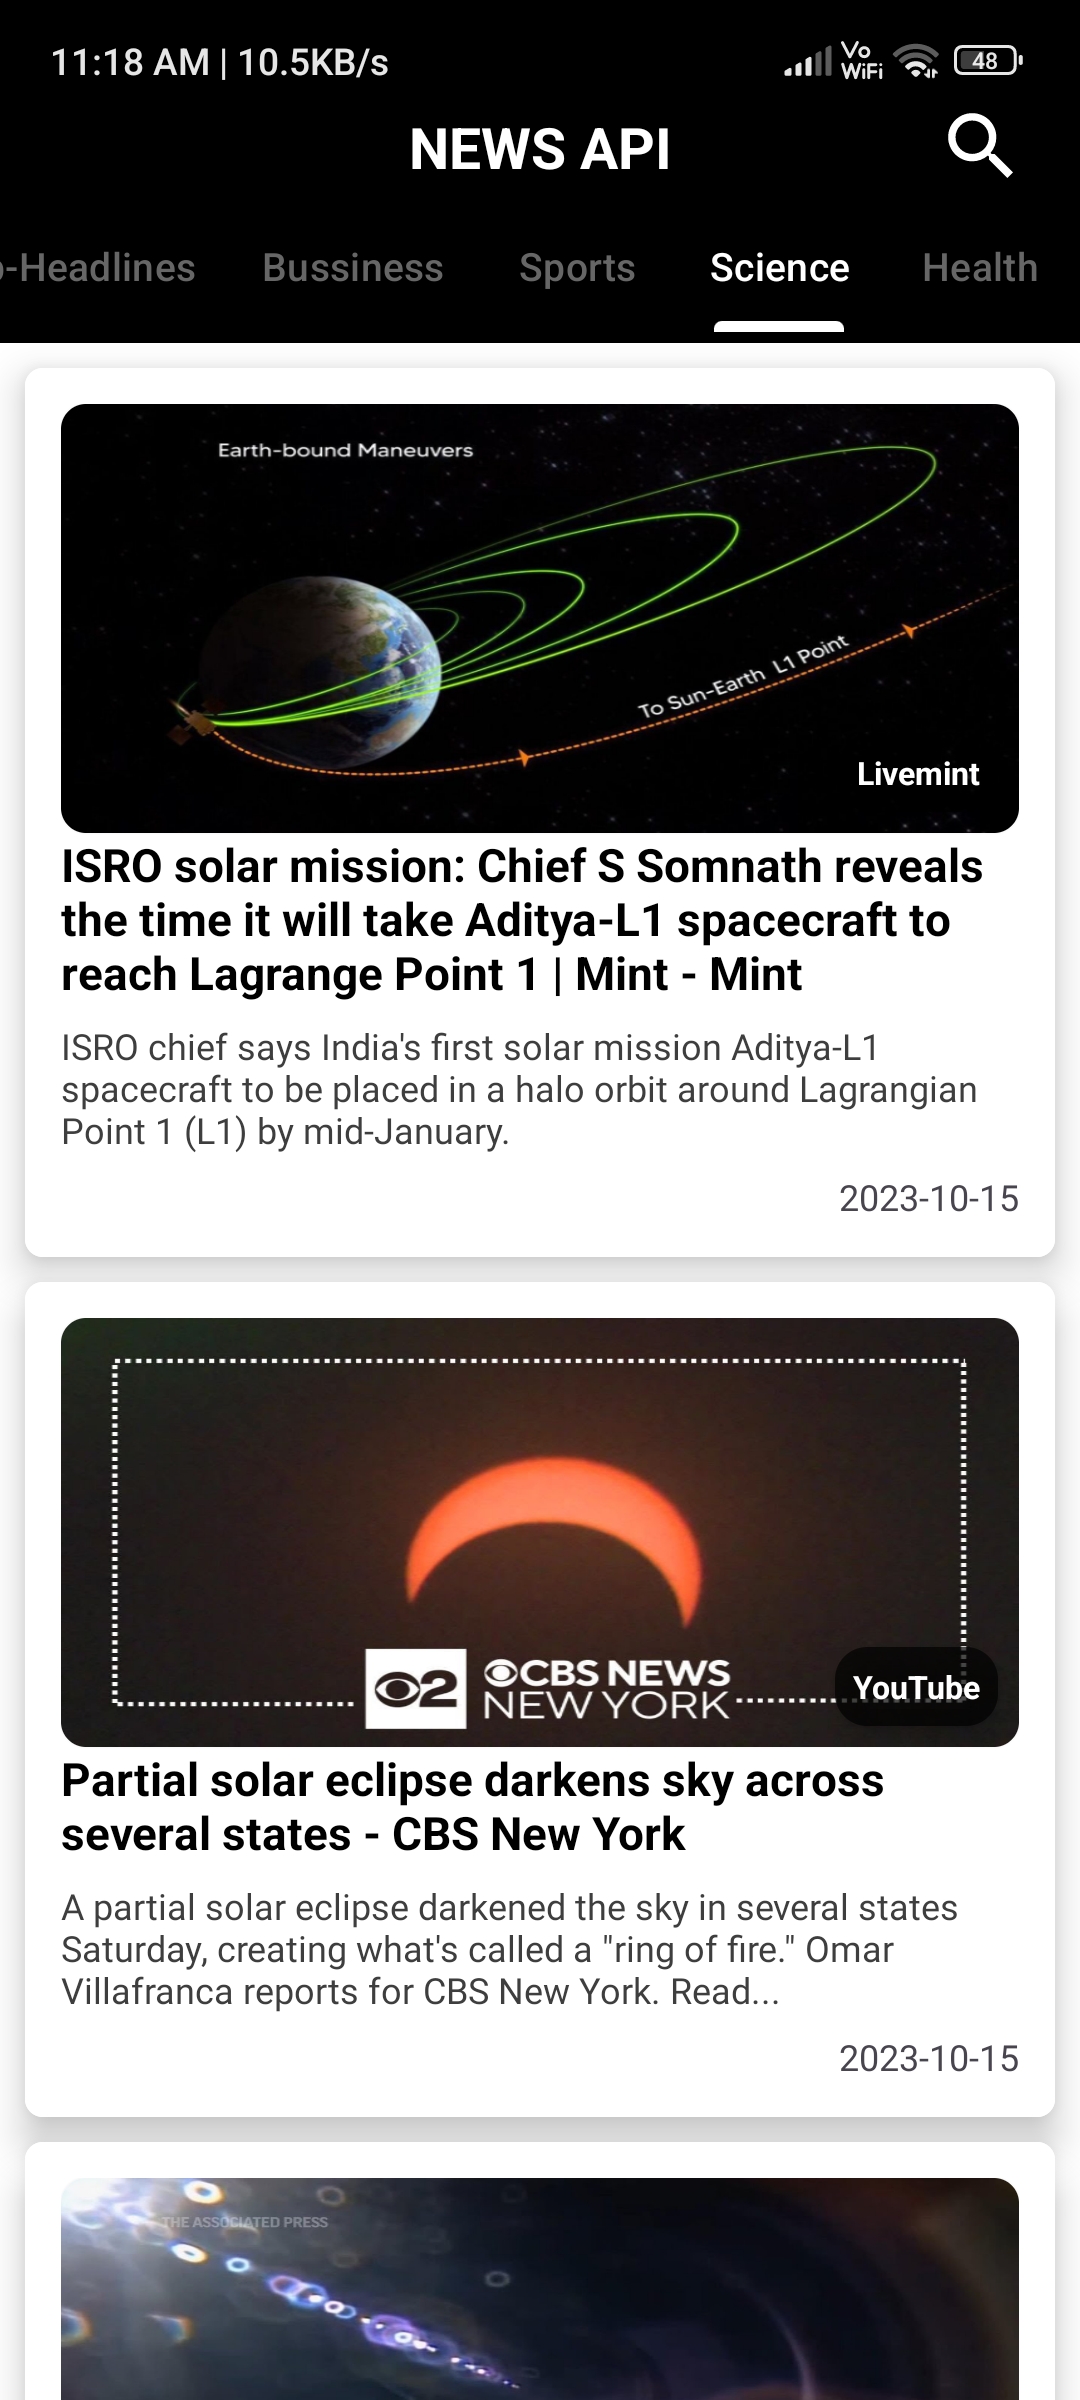 11:18 AM | 10.5KB/s
Vo
WiFi
48
NEWS API
-Headlines
Bussiness
Sports
Science
Health
Earth-bound Maneuvers
To Sun-Earth L1 Point
Livemint
ISRO solar mission: Chief S Somnath reveals
the time it will take Aditya-L1 spacecraft to
reach Lagrange Point 1 | Mint - Mint
ISRO chief says India's first solar mission Aditya-L1
spacecraft to be placed in a halo orbit around Lagrangian
Point 1 (L1) by mid-January.
2023-10-15
2
CBS NEWS
NEW YORK
YouTube
Partial solar eclipse darkens sky across
several states - CBS New York
A partial solar eclipse darkened the sky in several states
Saturday, creating what's called a "ring of fire." Omar
Villafranca reports for CBS New York. Read...
2023-10-15
THE ASSOCIATED PRESS